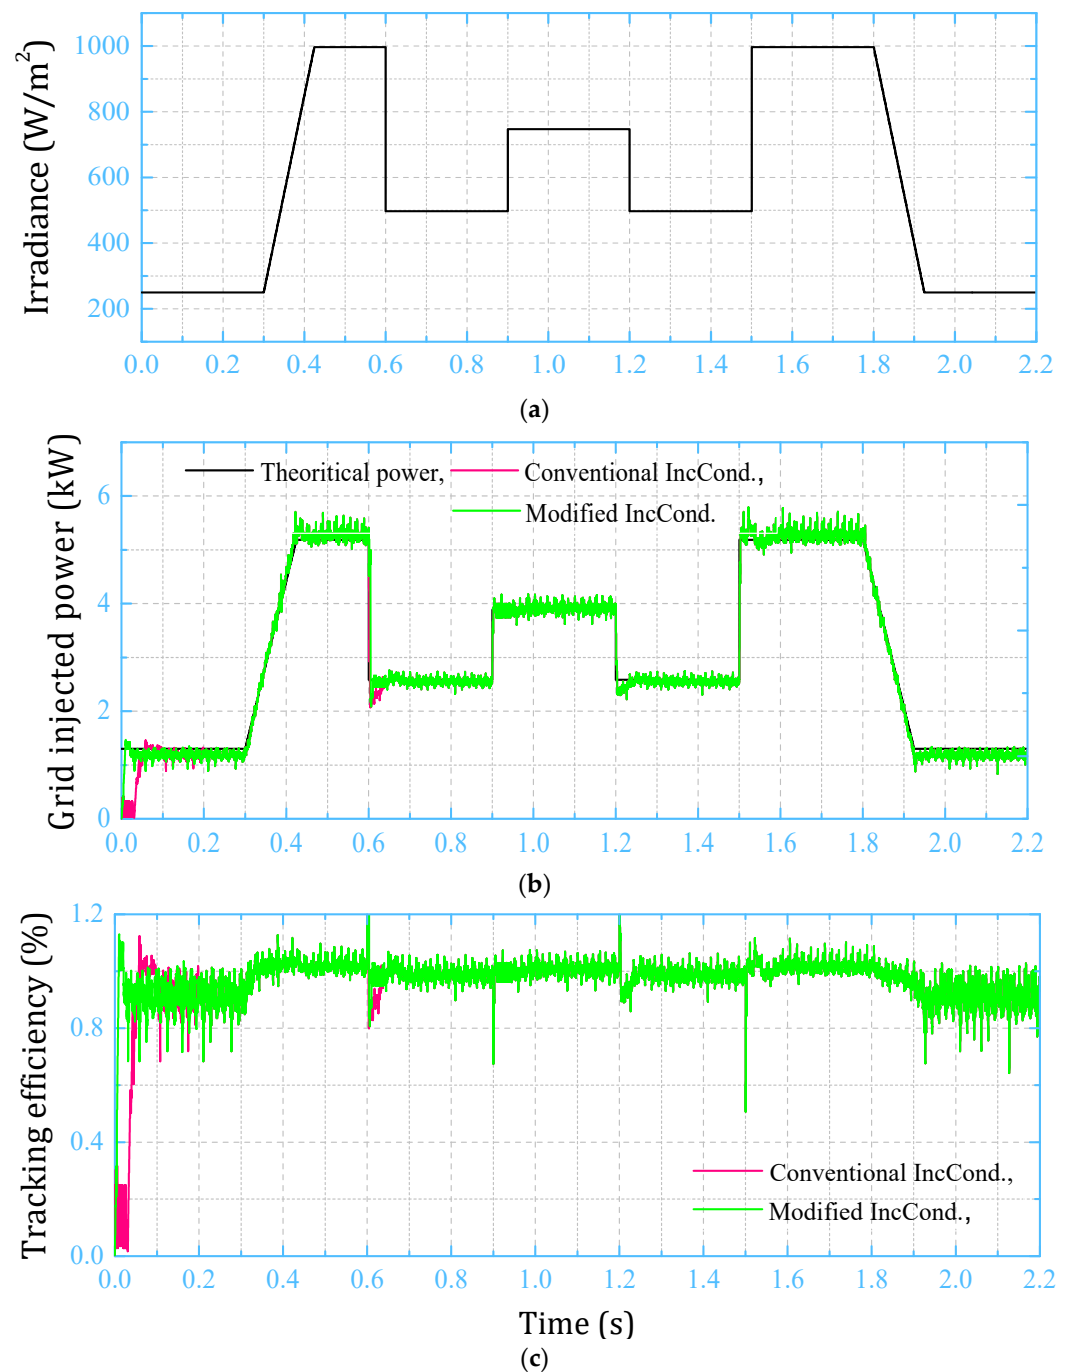 Irradiance (W/m²)
1000
800
600
400
200
0.0 0.2 0.4 0.6 0.8 1.0 1.2 1.4 1.6 1.8 2.0 2.2
(a)
Grid injected power (kW)
Theoritical power, Conventional IncCond.,
Modified IncCond.
6
4
2
0
0.0 0.2 0.4 0.6 0.8 1.0 1.2 1.4 1.6 1.8 2.0 2.2
(b)
Tracking efficiency (%)
1.2
1.0
0.8
0.4
0.0
Conventional IncCond.,
Modified IncCond.,
0.0 0.2 0.4 0.6 0.8 1.0 1.2 1.4 1.6 1.8 2.0 2.2
Time (s)
(c)